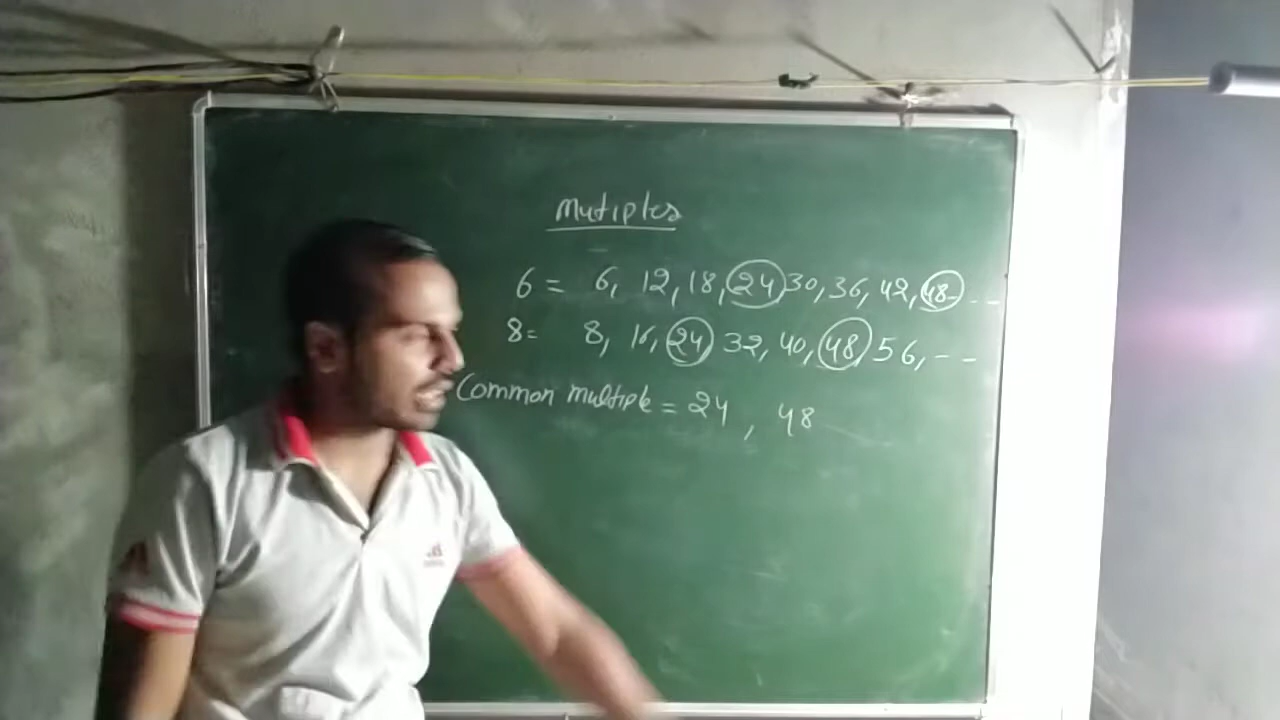 Mutiples
6 = 6, 12, 18, 24 30, 36, 42, 48 - - -
8 = 8, 16, 24 32, 40, 48 56, - -
Common multiple = 24, 48